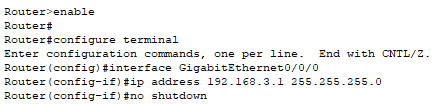 Router>enable
Router#
Router#configure terminal
Enter configuration commands, one per line.  End with CNTL/Z.
Router(config)#interface GigabitEthernet0/0/0
Router(config-if)#ip address 192.168.3.1 255.255.255.0
Router(config-if)#no shutdown